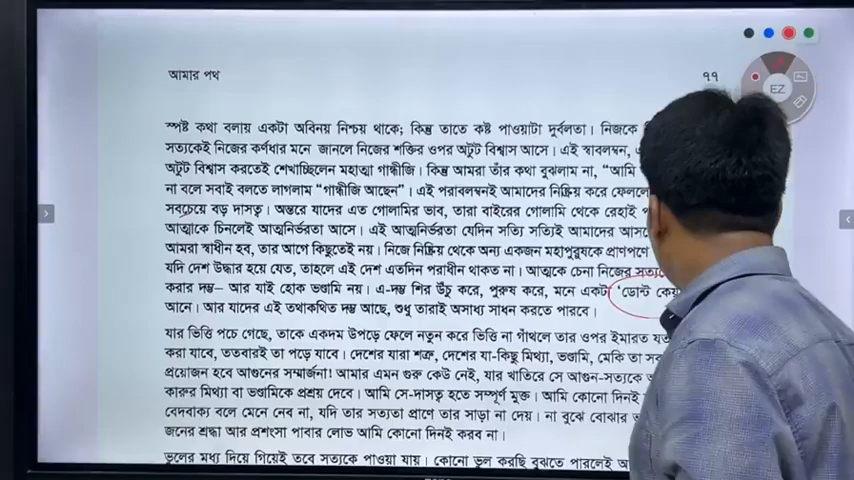 আমার পথ
৭৭
EZ
স্পষ্ট কথা বলায় একটা অবিনয় নিশ্চয় থাকে; কিন্তু তাতে কষ্ট পাওয়াটা দুর্বলতা। নিজকে
সত্যকেই নিজের কর্ণধার মনে জানলে নিজের শক্তির ওপর অটুট বিশ্বাস আসে। এই স্বাবলম্বন,
অটুট বিশ্বাস করতেই শেখাচ্ছিলেন মহাত্মা গান্ধীজি। কিন্তু আমরা তাঁর কথা বুঝলাম না, “আমি
না বলে সবাই বলতে লাগলাম “গান্ধীজি আছেন”। এই পরাবলম্বনই আমাদের নিষ্ক্রিয় করে ফেললে
সবচেয়ে বড় দাসত্ব। অন্তরে যাদের এত গোলামির ভাব, তারা বাইরের গোলামি থেকে রেহাই
আত্মাকে চিনলেই আত্মনির্ভরতা আসে। এই আত্মনির্ভরতা যেদিন সত্যি সত্যিই আমাদের
আমরা স্বাধীন হব, তার আগে কিছুতেই নয়। নিজে নিষ্ক্রিয় থেকে অন্য একজন মহাপুরুষকে প্রাণপণে
যদি দেশ উদ্ধার হয়ে যেত, তাহলে এই দেশ এতদিন পরাধীন থাকত না। আত্মকে চেনা নিজের
করার দম্ভ– আর যাই হোক ভণ্ডামি নয়। এ-দম্ভ শির উঁচু করে, পুরুষ করে, মনে একটা ‘ডোন্ট
আনে। আর যাদের এই তথাকথিত দম্ভ আছে, শুধু তারাই অসাধ্য সাধন করতে পারবে।
যার ভিত্তি পচে গেছে, তাকে একদম উপড়ে ফেলে নতুন করে ভিত্তি না গাঁথলে তার ওপর ইমারত
করা যাবে, ততবারই তা পড়ে যাবে। দেশের যারা শত্রু, দেশের যা-কিছু মিথ্যা, ভণ্ডামি, মেকি তা
প্রয়োজন হবে আগুনের সম্মার্জনা! আমার এমন গুরু কেউ নেই, যার খাতিরে সে আগুন-সত্যকে
কারুর মিথ্যা বা ভণ্ডামিকে প্রশ্রয় দেবে। আমি সে-দাসত্ব হতে সম্পূর্ণ মুক্ত। আমি কোনো দিনই
বেদবাক্য বলে মেনে নেব না, যদি তার সত্যতা প্রাণে তার সাড়া না দেয়। না বুঝে বোঝার
জনের শ্রদ্ধা আর প্রশংসা পাবার লোভ আমি কোনো দিনই করব না।
ভুলের মধ্য দিয়ে গিয়েই তবে সত্যকে পাওয়া যায়। কোনো ভুল করছি বুঝতে পারলেই